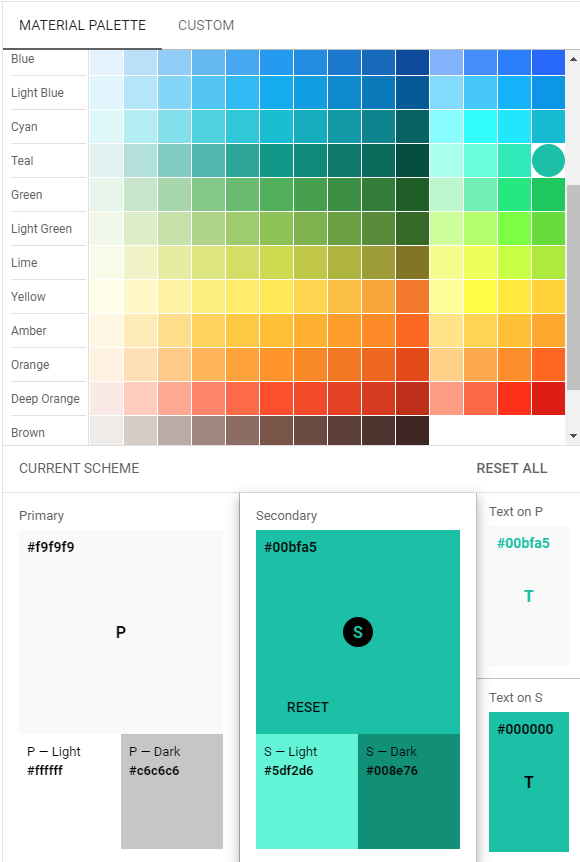 MATERIAL PALETTE CUSTOM
Blue
Light Blue
Cyan
Teal
Green
Light Green
Lime
Yellow
Amber
Orange
Deep Orange
Brown
CURRENT SCHEME RESET ALL
Primary
#f9f9f9
P
P — Light
#ffffff
P — Dark
#c6c6c6
Secondary
#00bfa5
S
RESET
S — Light
#5df2d6
S — Dark
#008e76
Text on P
#00bfa5
T
Text on S
#000000
T